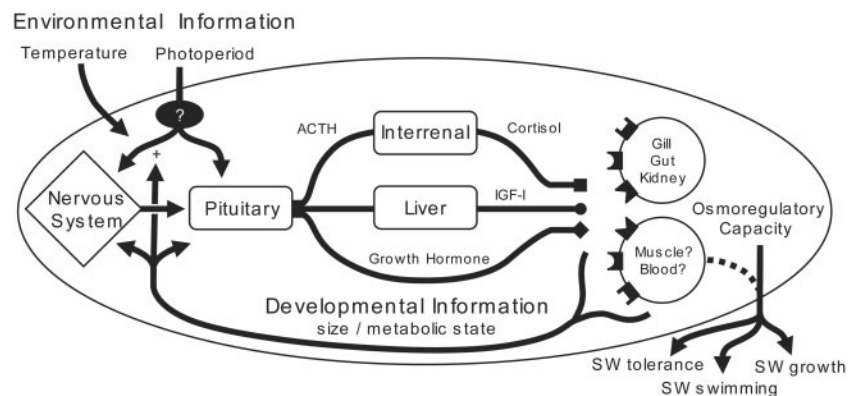 Environmental Information
Temperature
Photoperiod
?
+
Nervous
System
Pituitary
ACTH
Interrenal
Cortisol
Liver
IGF-I
Growth Hormone
Gill
Gut
Kidney
Muscle?
Blood?
Osmoregulatory
Capacity
Developmental Information
size / metabolic state
SW tolerance
SW swimming
SW growth